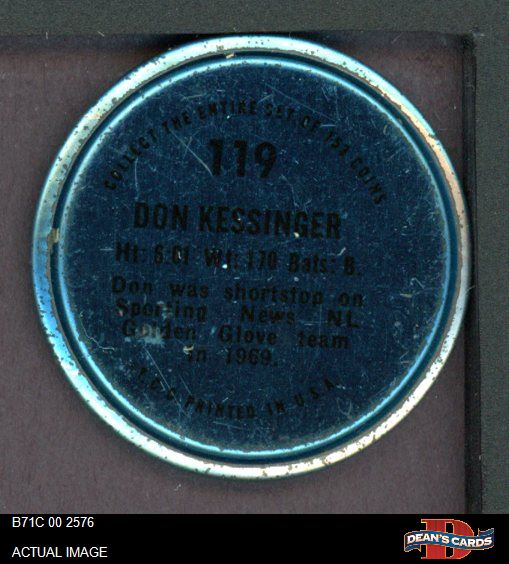 COLLECT THE ENTIRE SET OF 153 COINS
119
DON KESSINGER
Ht: 6.01 Wt: 170 Bats: B.
Don was shortstop on
Sporting News NL
Golden Glove team
in 1969.
T.C.G. PRINTED IN U.S.A.
B71C 00 2576
ACTUAL IMAGE
DEAN'S CARDS